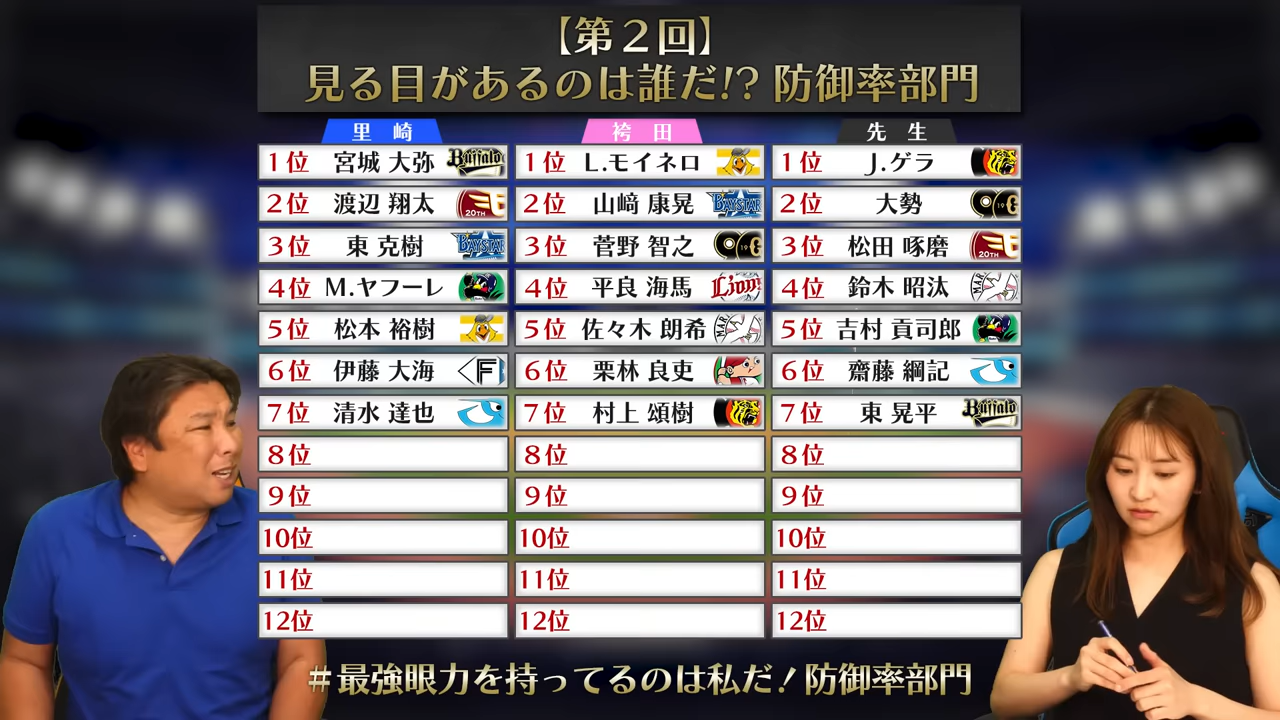 【第２回】
見る目があるのは誰だ!? 防御率部門
里崎 袴田 先生
1位 宮城 大弥 Buffaloes 1位 L.モイネロ 1位 J.ゲラ
2位 渡辺 翔太 20TH 2位 山﨑 康晃 BAYSTARS 2位 大勢
3位 東 克樹 BAYSTARS 3位 菅野 智之 3位 松田 啄磨 20TH
4位 M.ヤフーレ 4位 平良 海馬 Lions 4位 鈴木 昭汰 MAR
5位 松本 裕樹 5位 佐々木 朗希 MAR 5位 吉村 貢司郎
6位 伊藤 大海 F 6位 栗林 良吏 6位 齋藤 綱記
7位 清水 達也 7位 村上 頌樹 7位 東 晃平 Buffaloes
8位 8位 8位
9位 9位 9位
10位 10位 10位
11位 11位 11位
12位 12位 12位
＃最強眼力を持ってるのは私だ！防御率部門